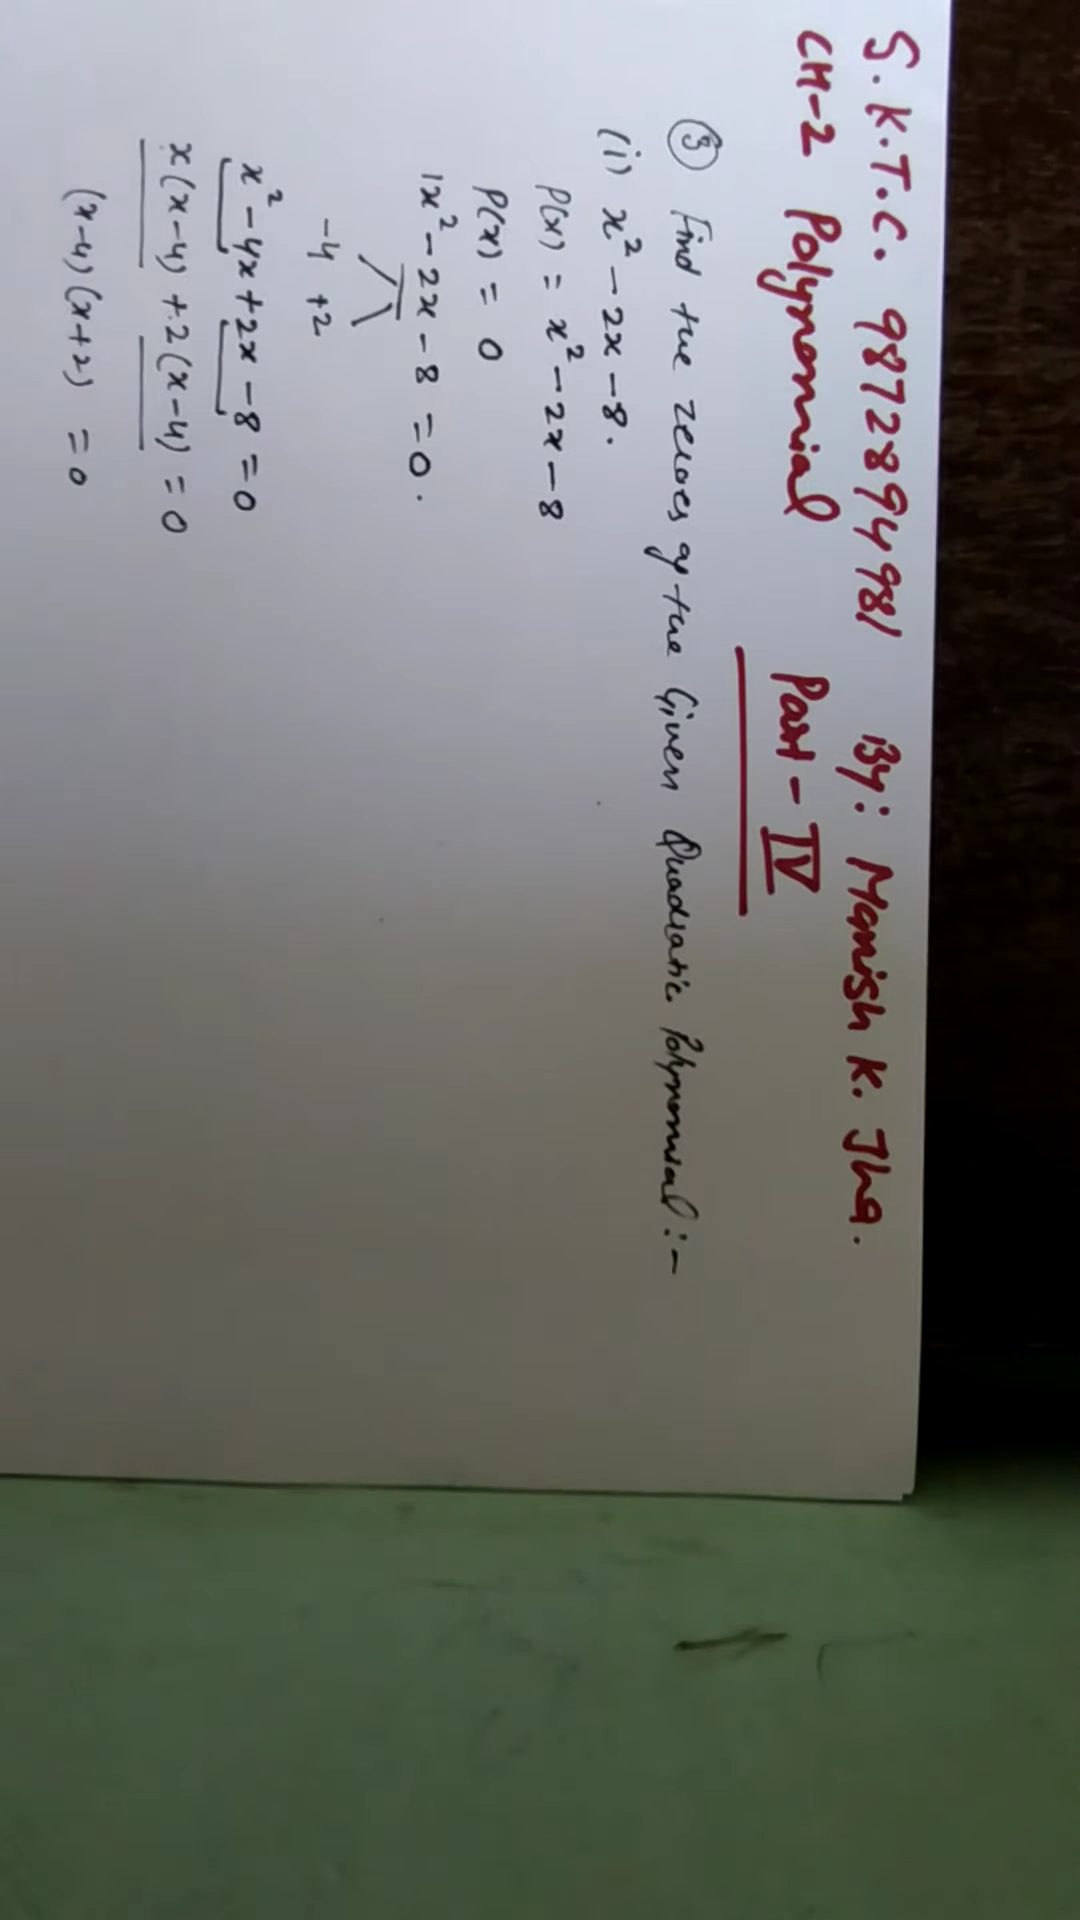 S.K.T.C. 9872894981 By: Manish K. Jha.
CH-2 Polynomial Part - IV
③ Find the zeroes of the Given Quadratic Polynomial :-
(i) x² - 2x - 8.
P(x) = x² - 2x - 8
P(x) = 0
1x² - 2x - 8 = 0.
-4 +2
x² - 4x + 2x - 8 = 0
x(x-4) + 2(x-4) = 0
(x-4)(x+2) = 0